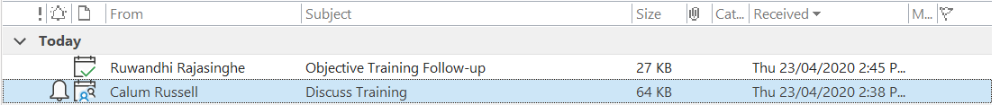 ! From Subject Size Cat... Received M...
Today
Ruwandhi Rajasinghe Objective Training Follow-up 27 KB Thu 23/04/2020 2:45 P...
Calum Russell Discuss Training 64 KB Thu 23/04/2020 2:38 P...